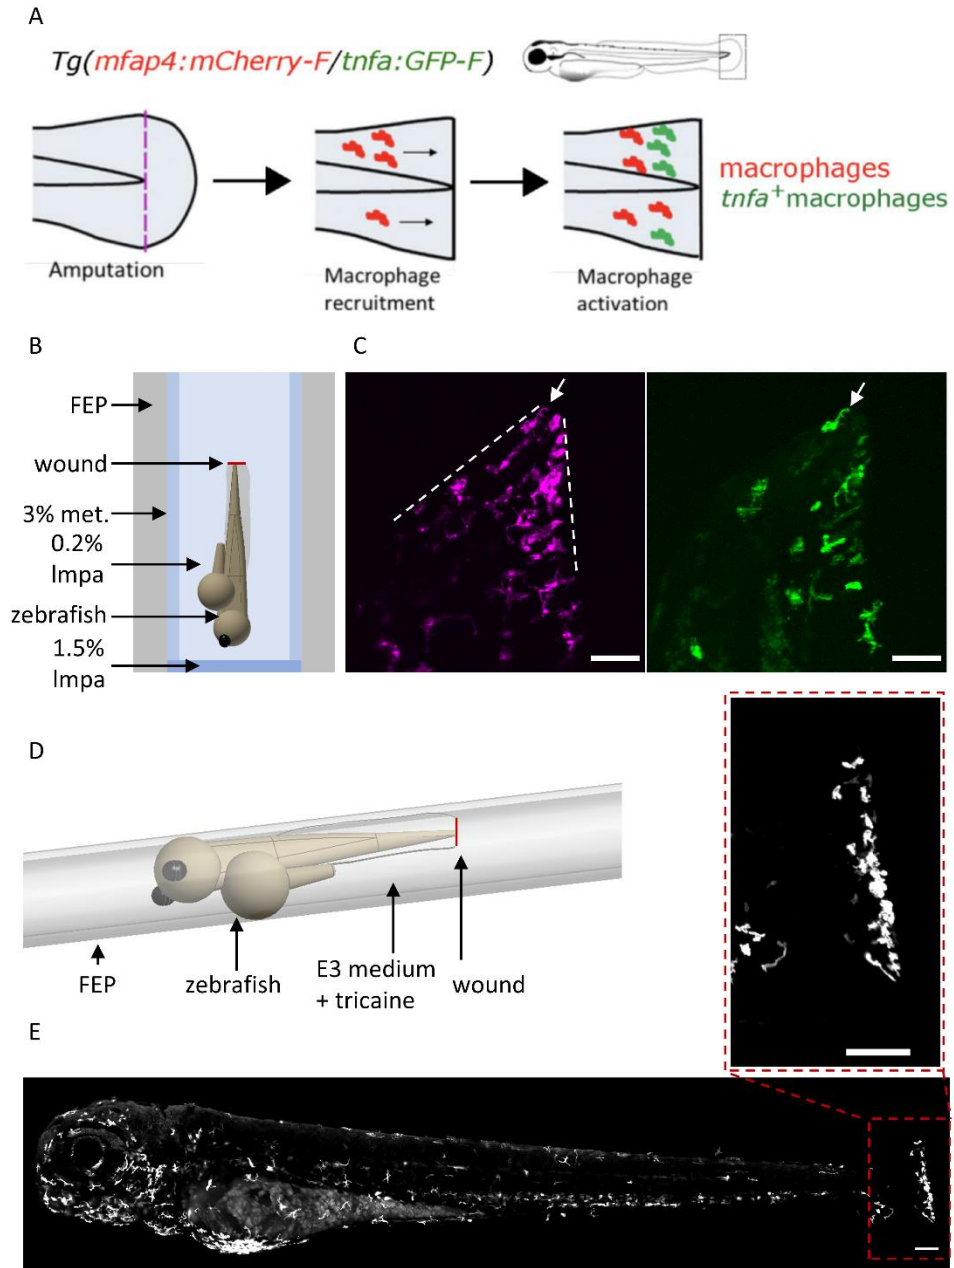 A
Tg(mfap4:mCherry-F/tnfa:GFP-F)
Amputation
Macrophage
recruitment
Macrophage
activation
macrophages
tnfa+macrophages
B
FEP
wound
3% met.
0.2%
lmpa
zebrafish
1.5%
lmpa
C
D
FEP
zebrafish
E3 medium
+ tricaine
wound
E